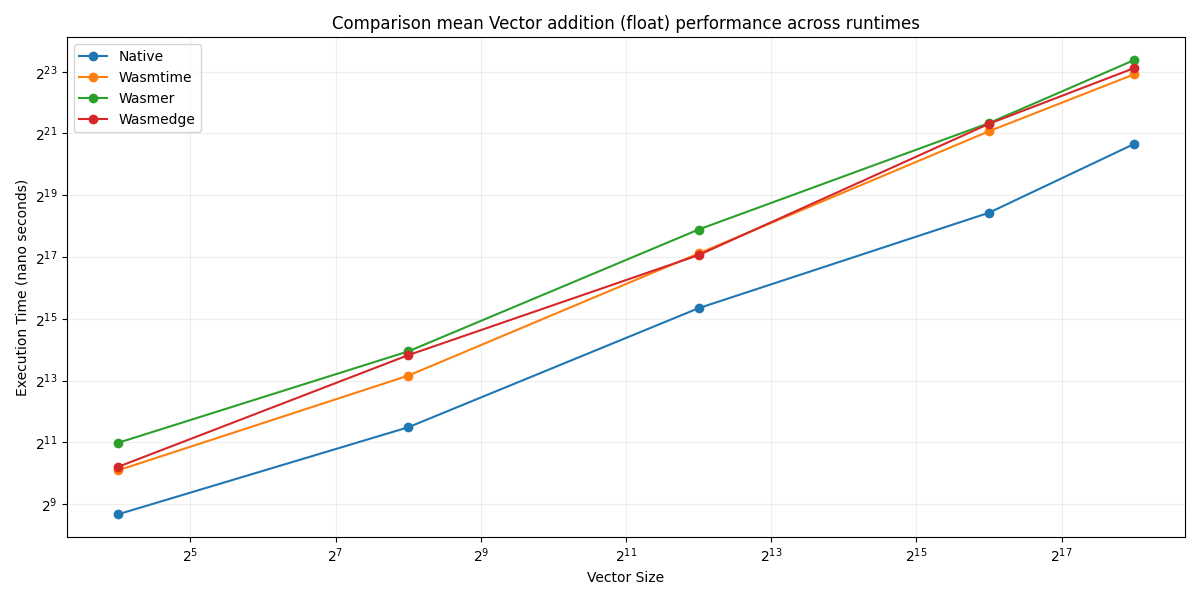 Comparison mean Vector addition (float) performance across runtimes
Native
Wasmtime
Wasmer
Wasmedge
Execution Time (nano seconds)
2^23
2^21
2^19
2^17
2^15
2^13
2^11
2^9
2^5 2^7 2^9 2^11 2^13 2^15 2^17
Vector Size